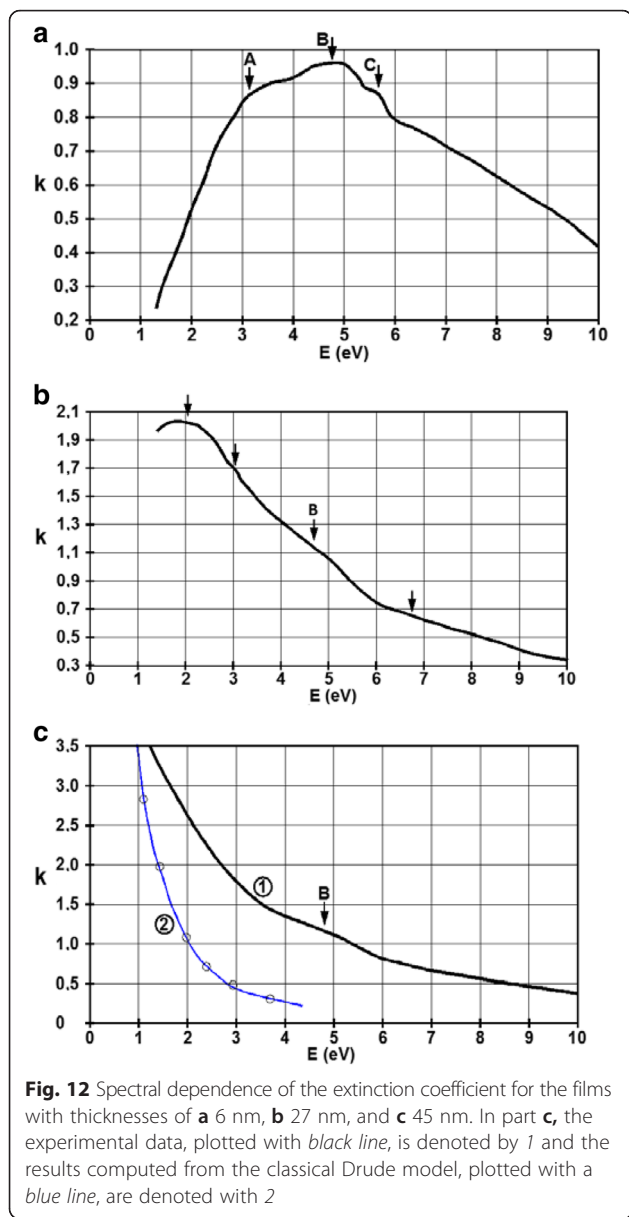 a
1.0
0.9
0.8
0.7
k
0.6
0.5
0.4
0.3
0.2
A
B
C
0 1 2 3 4 5 6 7 8 9 10
E (eV)
b
2,1
1,9
1,7
1,5
1,3
k
1,1
0,9
0,7
0,5
0,3
B
0 1 2 3 4 5 6 7 8 9 10
E (eV)
c
3.5
3.0
2.5
2.0
k
1.5
1.0
0.5
0
1
2
B
0 1 2 3 4 5 6 7 8 9 10
E (eV)
Fig. 12 Spectral dependence of the extinction coefficient for the films
with thicknesses of a 6 nm, b 27 nm, and c 45 nm. In part c, the
experimental data, plotted with black line, is denoted by 1 and the
results computed from the classical Drude model, plotted with a
blue line, are denoted with 2